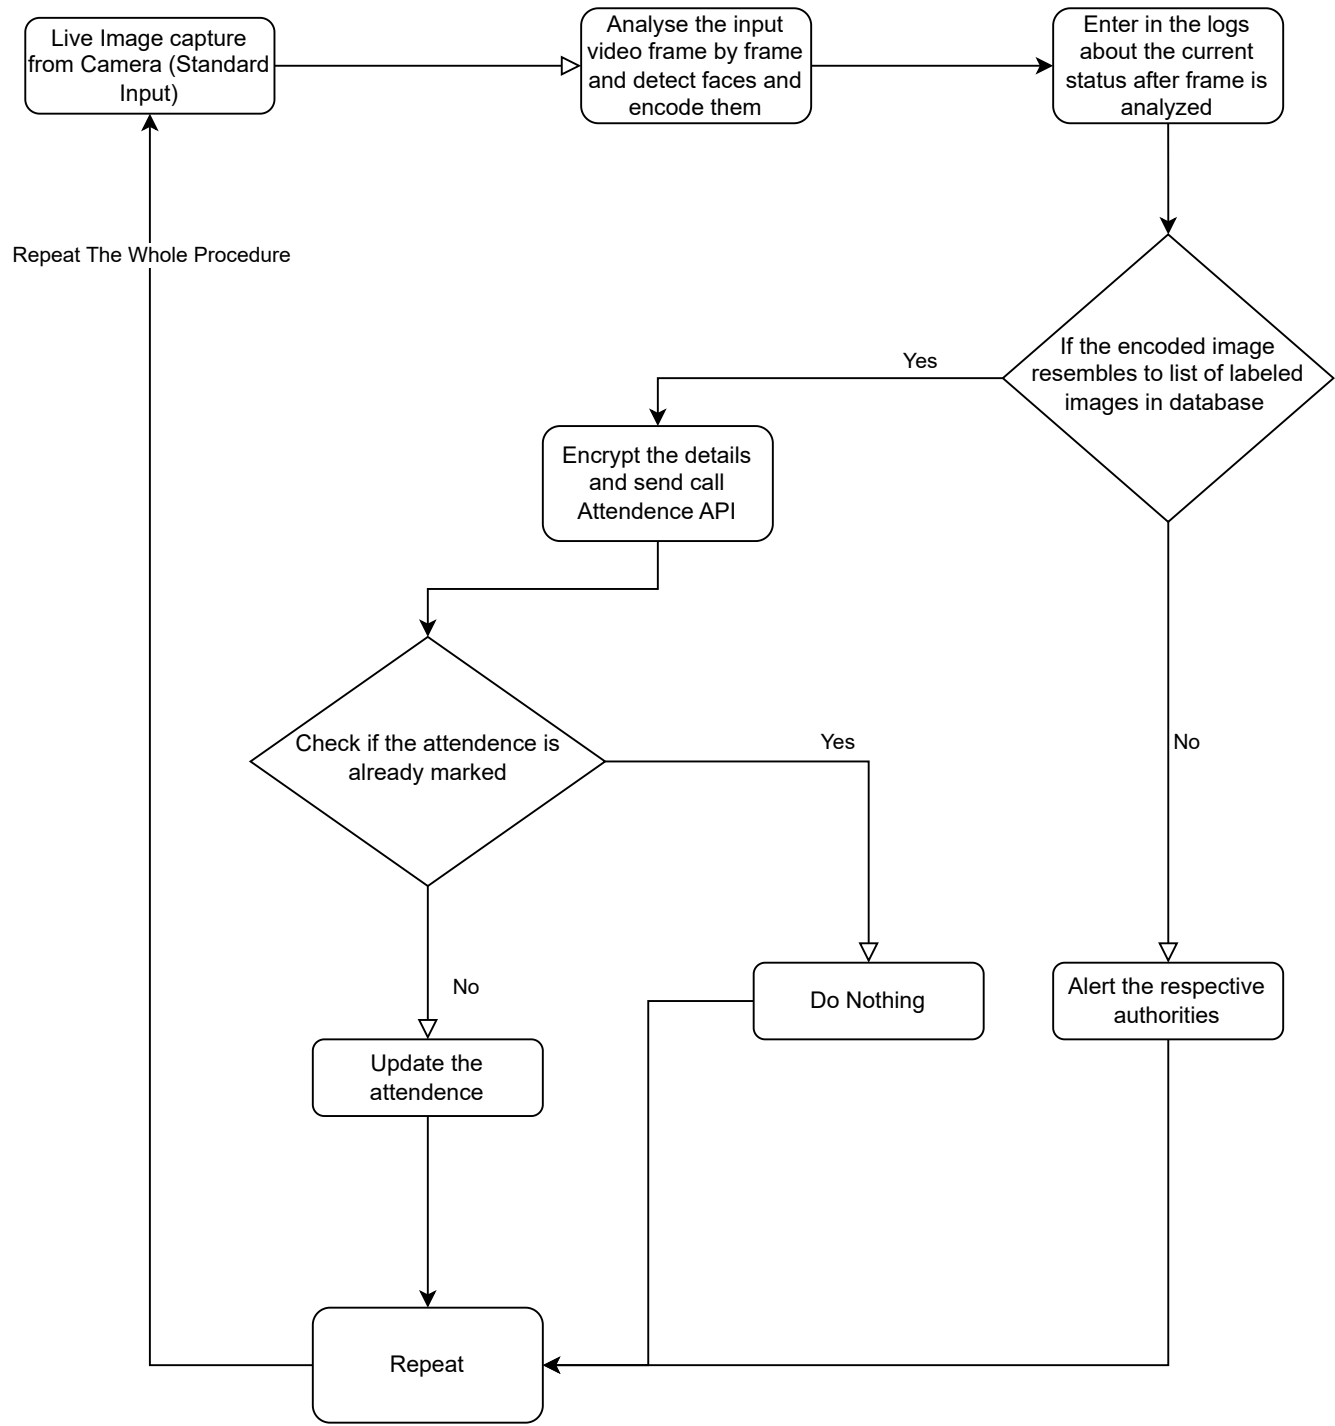 Live Image capture
from Camera (Standard
Input)
Analyse the input
video frame by frame
and detect faces and
encode them
Enter in the logs
about the current
status after frame is
analyzed
Repeat The Whole Procedure
If the encoded image
resembles to list of labeled
images in database
Yes
Encrypt the details
and send call
Attendence API
Check if the attendence is
already marked
Yes
No
No
Do Nothing
Alert the respective
authorities
Update the
attendence
Repeat